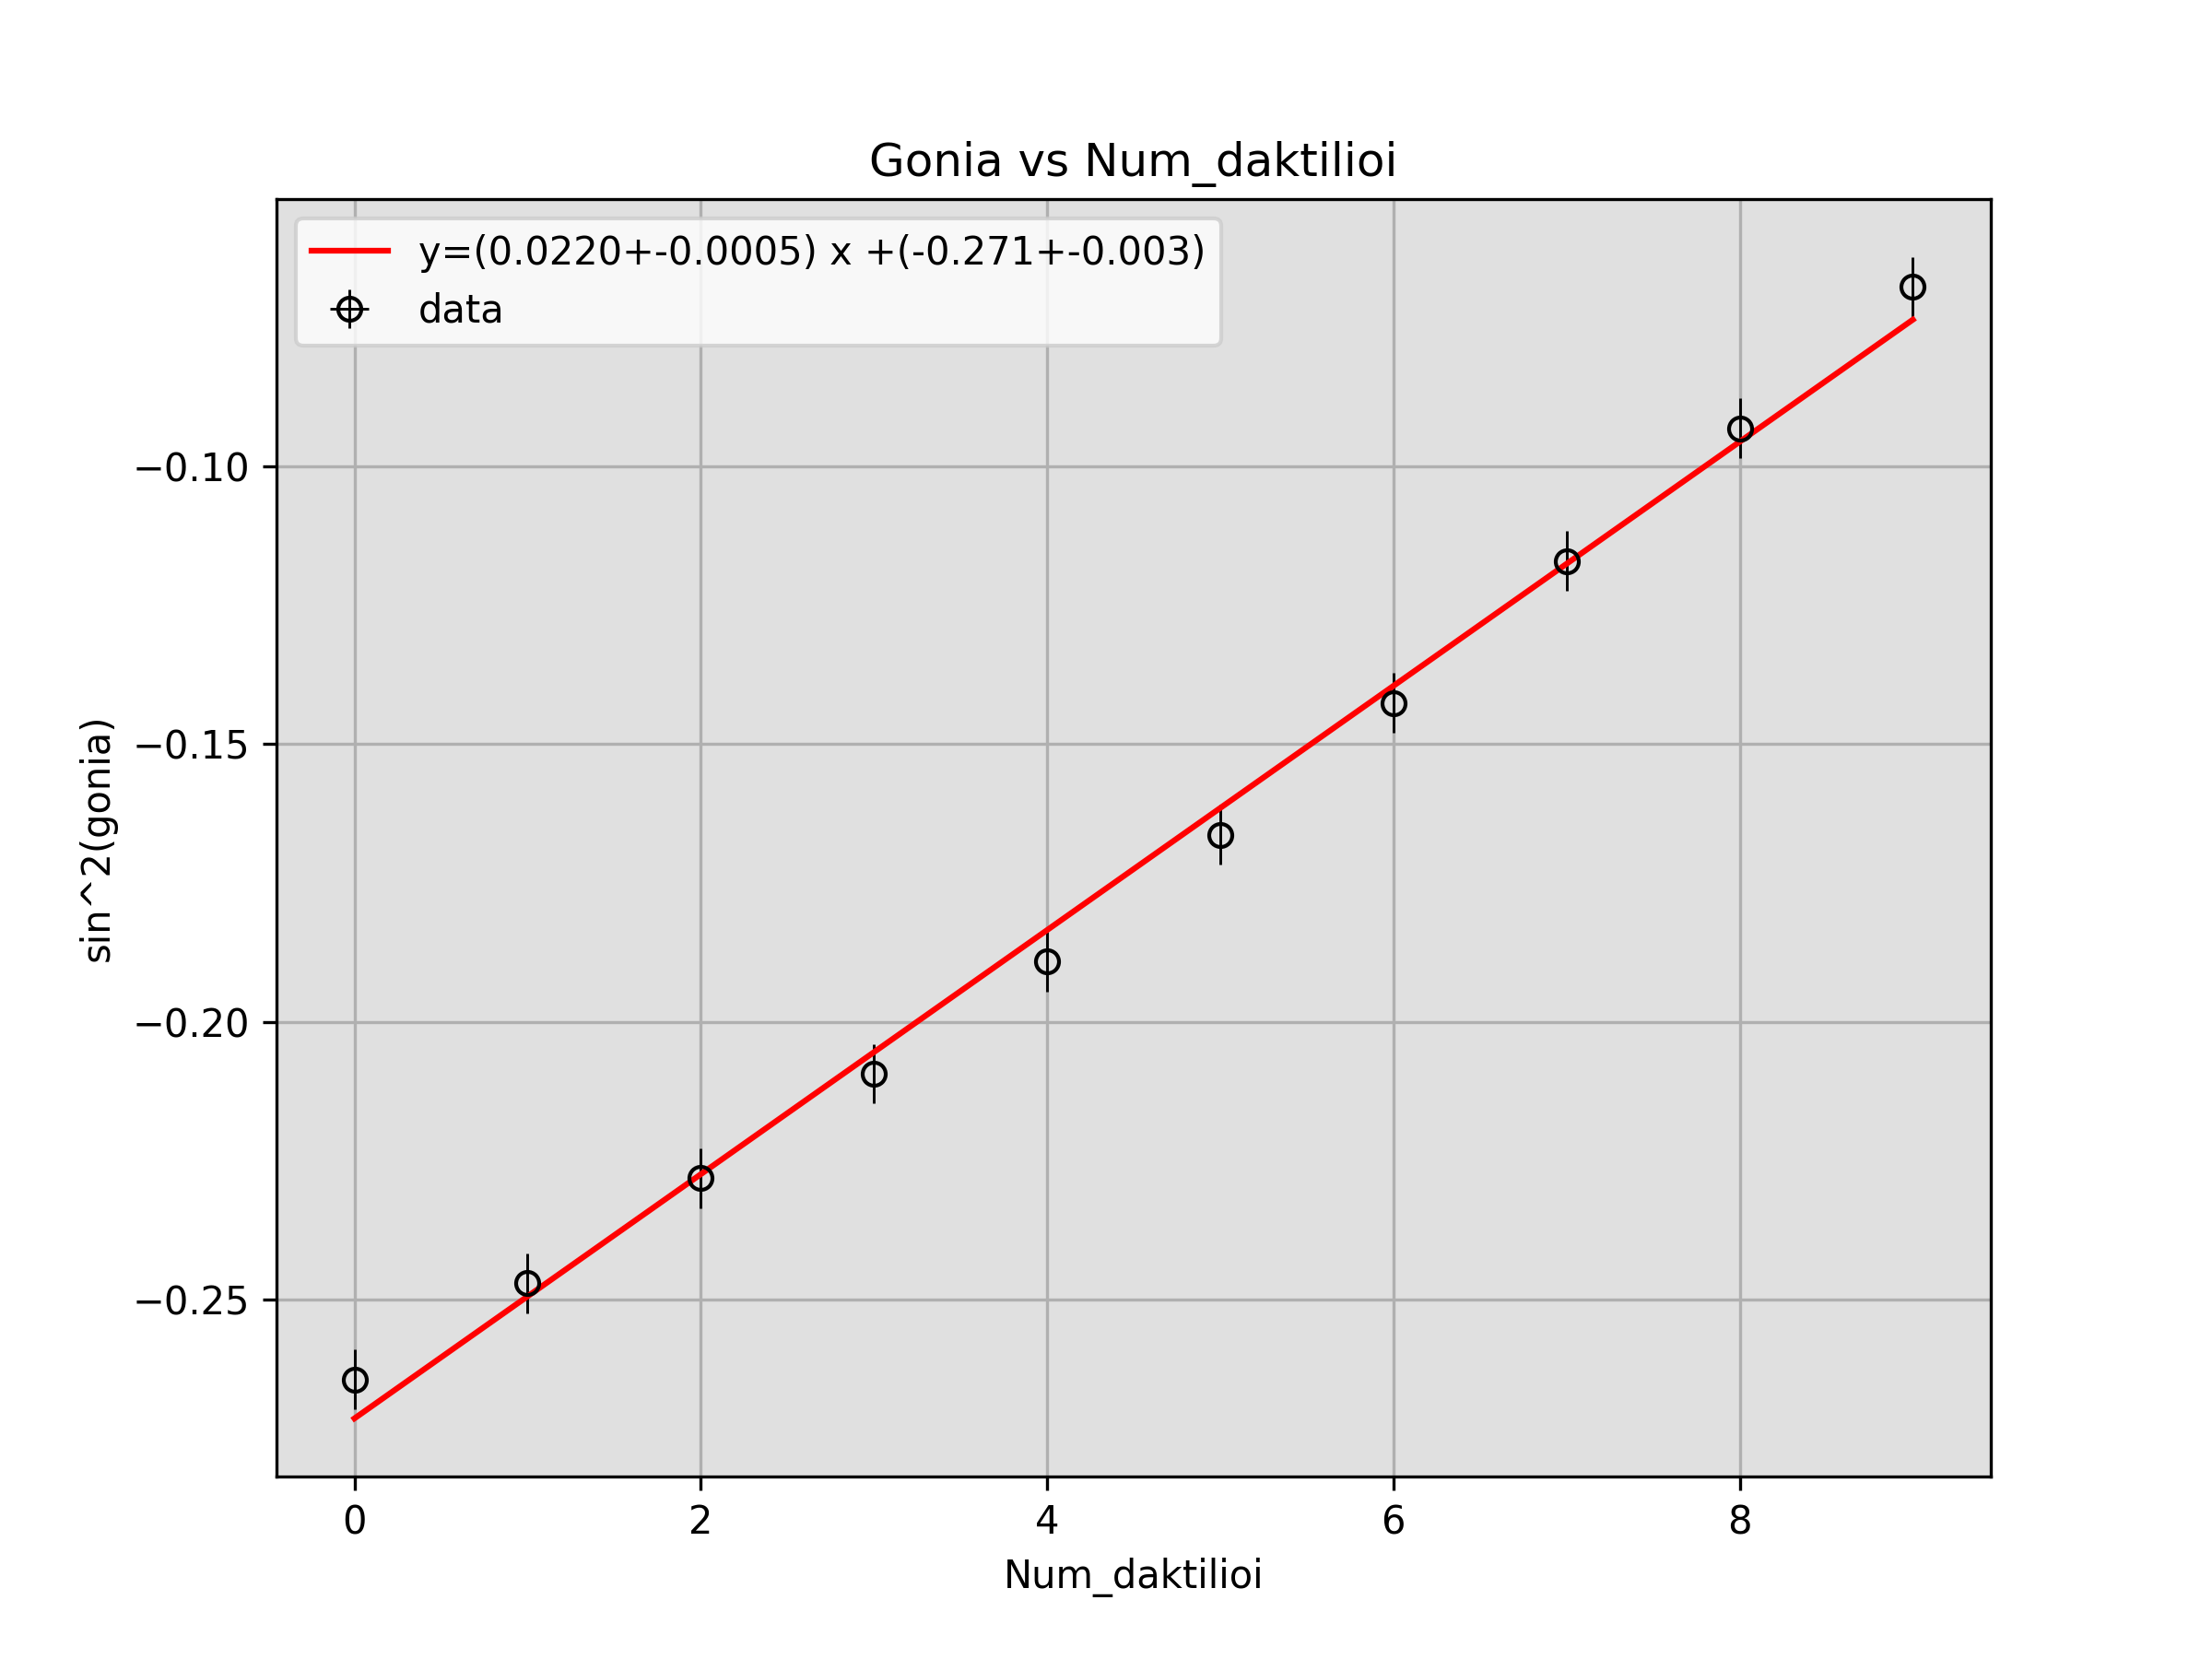 Gonia vs Num_daktilioi
y=(0.0220+-0.0005) x +(-0.271+-0.003)
data
sin^2(gonia)
−0.10
−0.15
−0.20
−0.25
0 2 4 6 8
Num_daktilioi